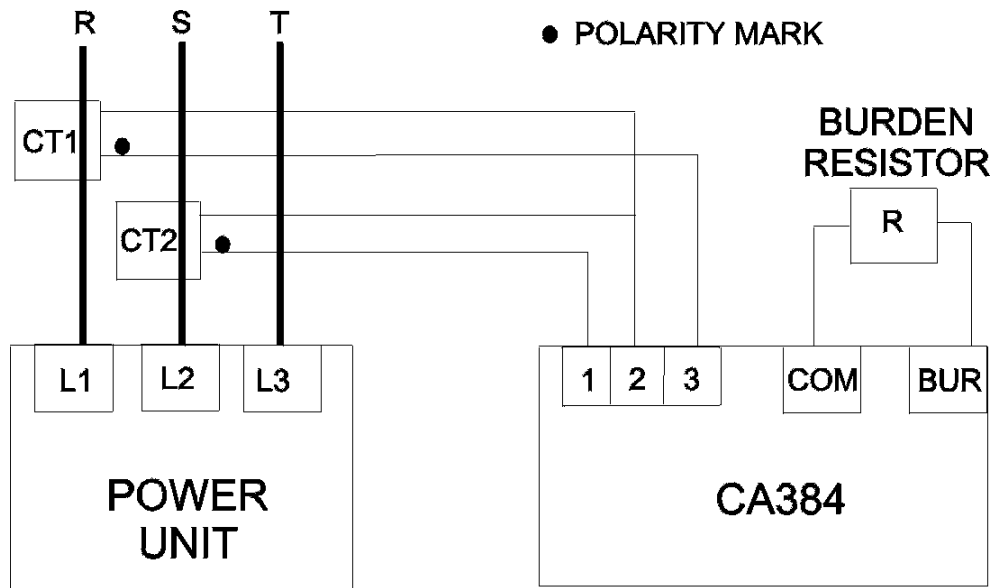 R S T
● POLARITY MARK
CT1
BURDEN
RESISTOR
R
CT2
L1 L2 L3
1 2 3 COM BUR
POWER
UNIT
CA384